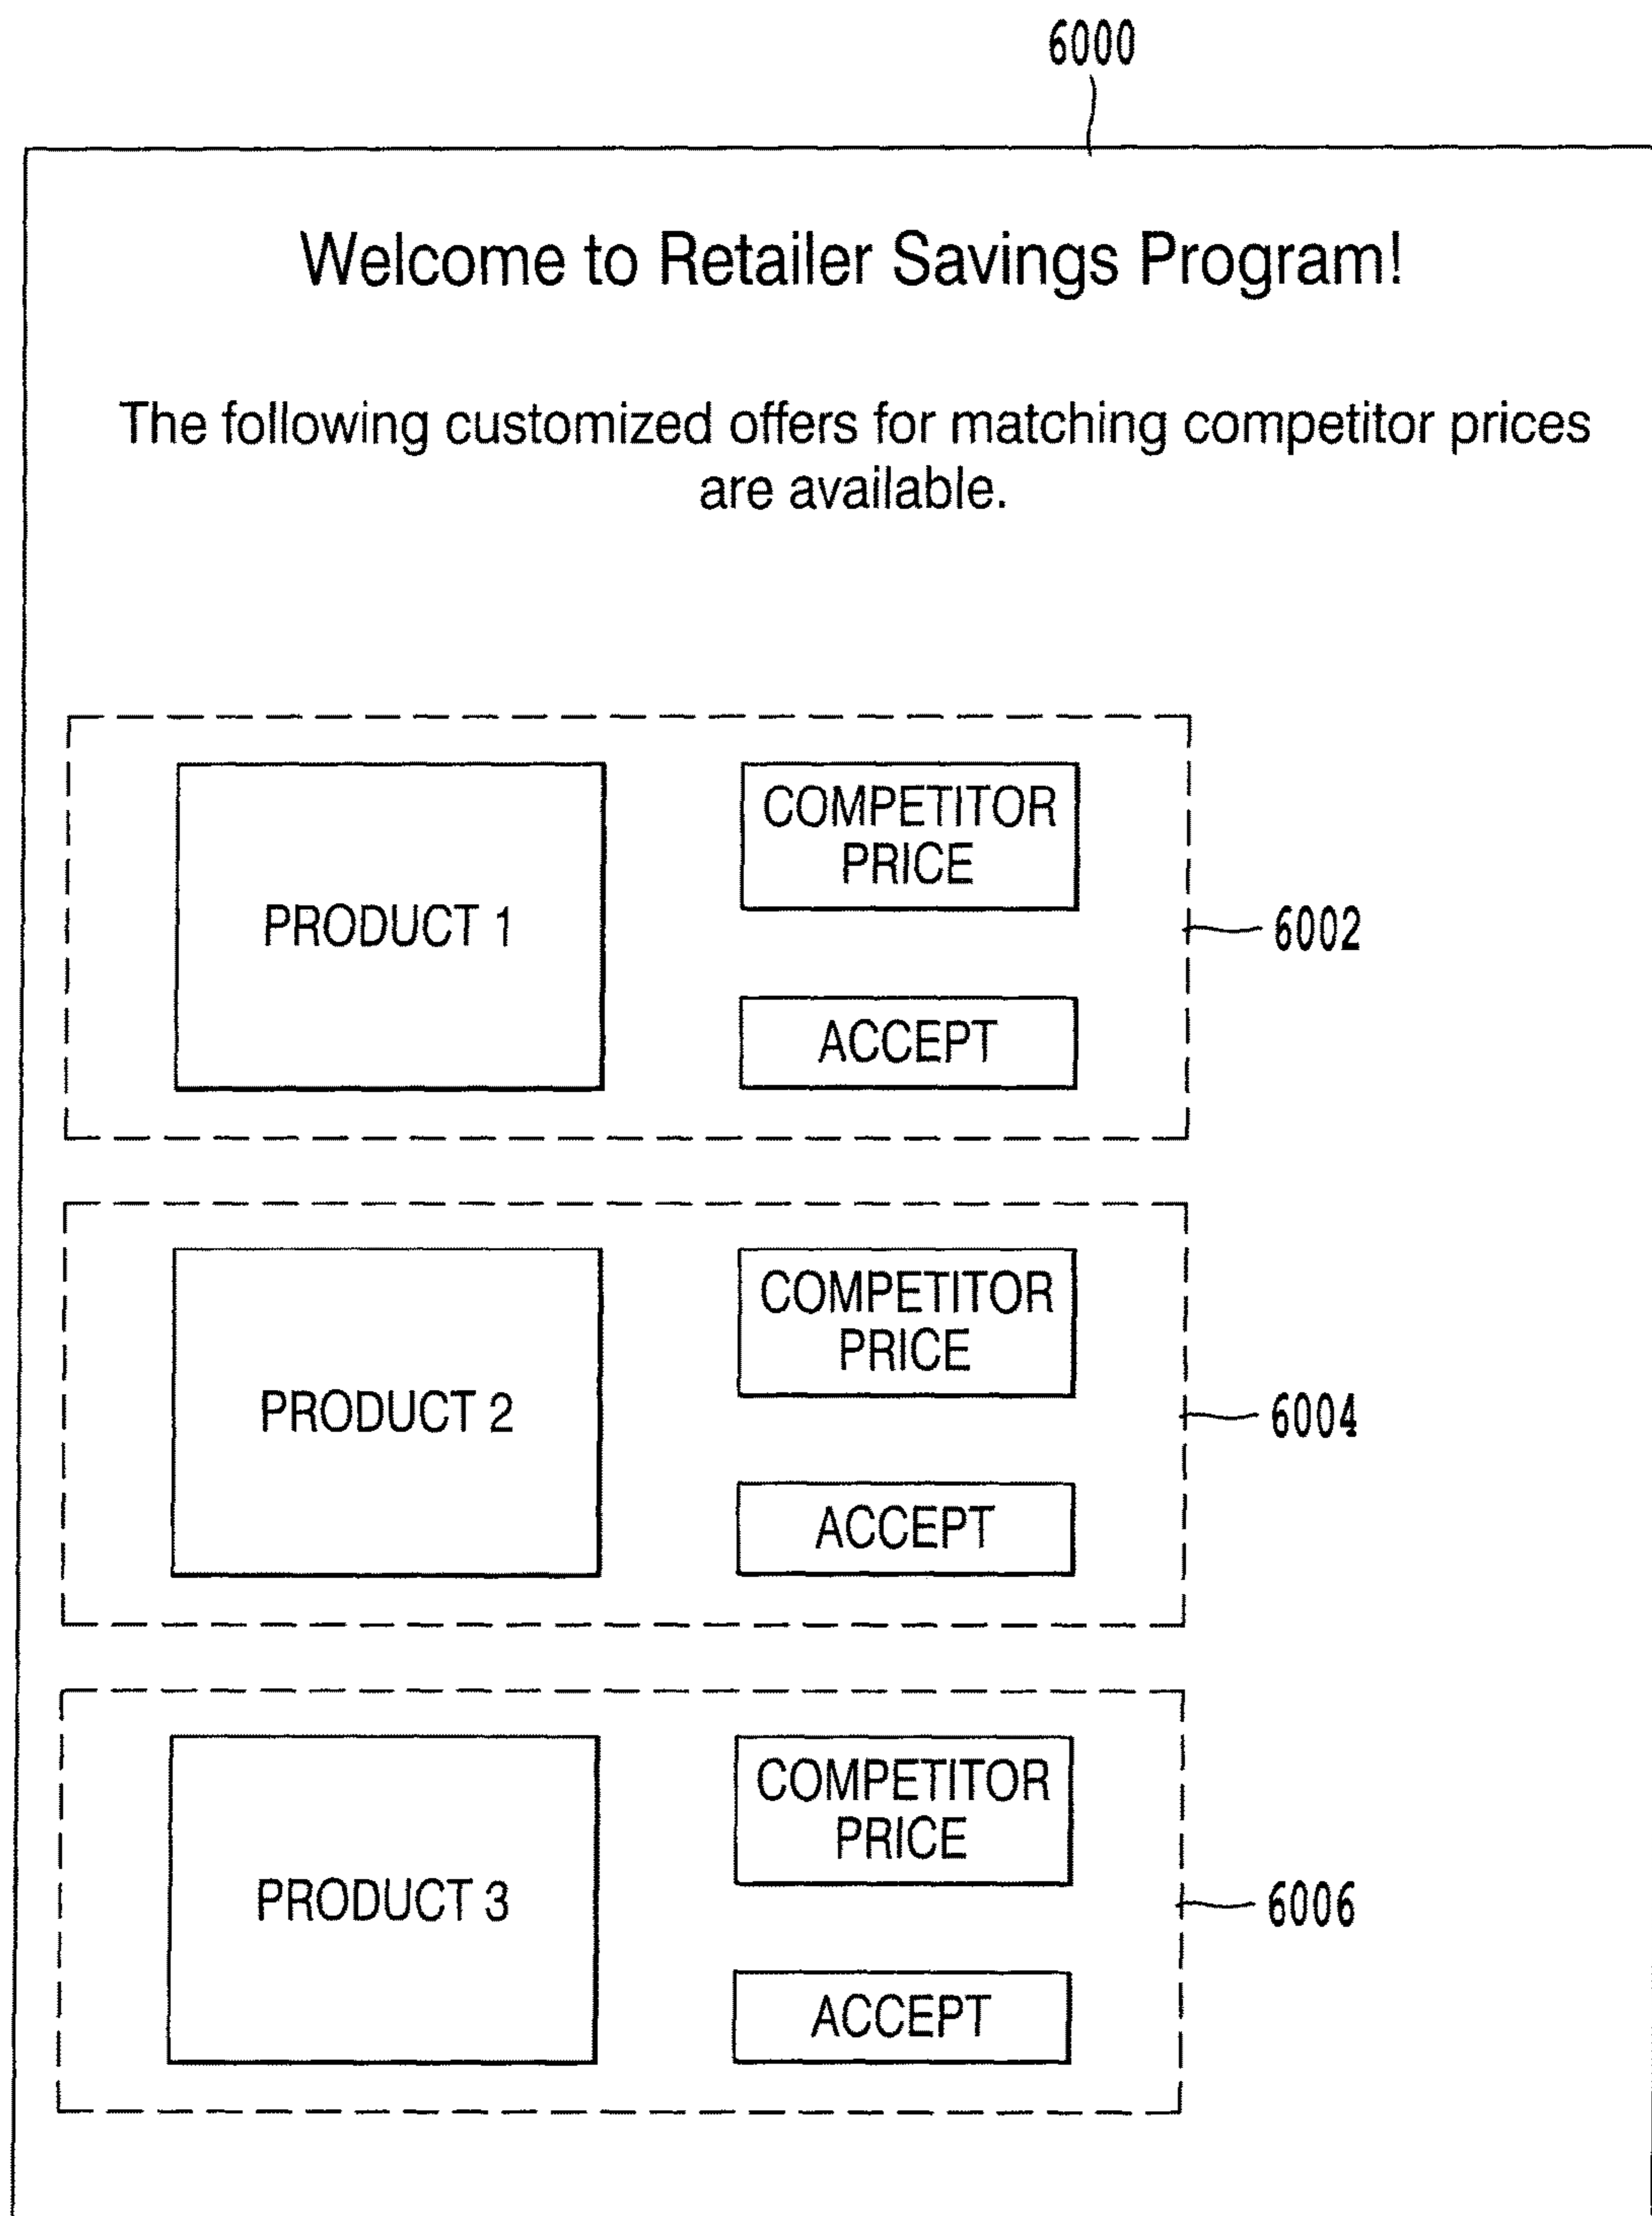 6000
Welcome to Retailer Savings Program!
The following customized offers for matching competitor prices
are available.
PRODUCT 1
COMPETITOR
PRICE
ACCEPT
6002
PRODUCT 2
COMPETITOR
PRICE
ACCEPT
6004
PRODUCT 3
COMPETITOR
PRICE
ACCEPT
6006